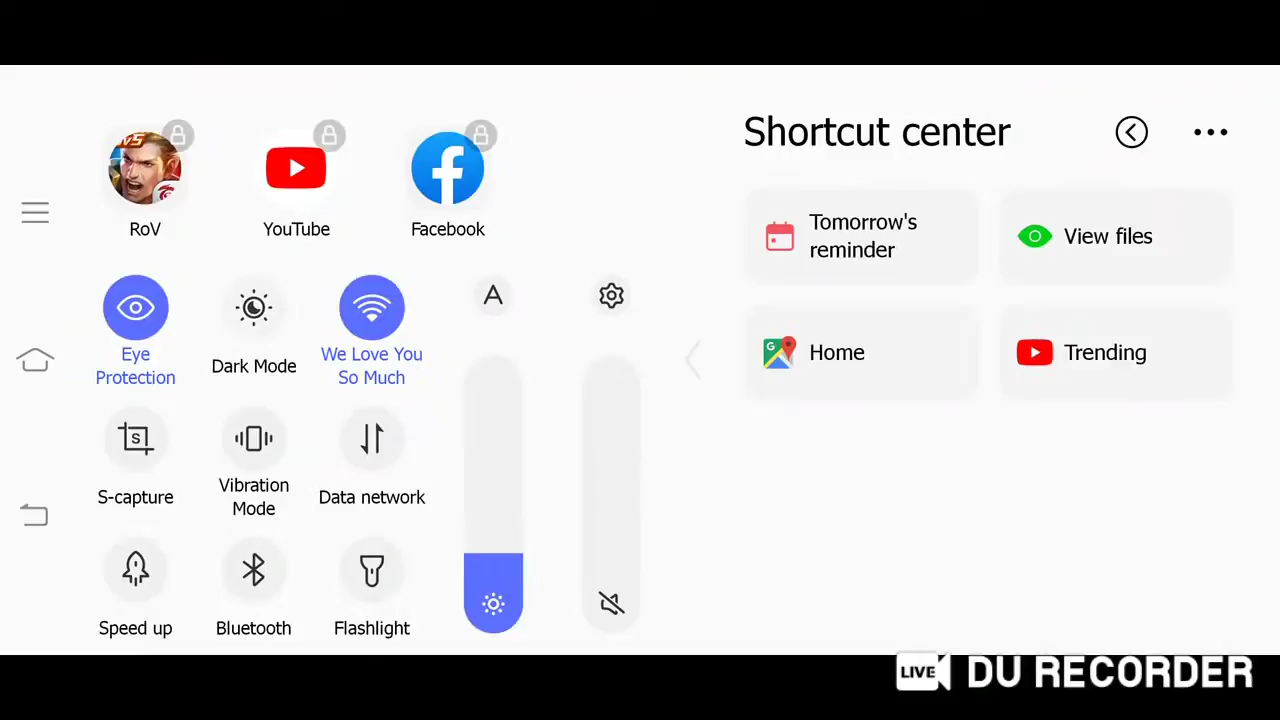 Shortcut center
RoV
YouTube
Facebook
Tomorrow's
reminder
View files
Home
Trending
A
Eye
Protection
Dark Mode
We Love You
So Much
S
S-capture
Vibration
Mode
Data network
Speed up
Bluetooth
Flashlight
LIVE DU RECORDER